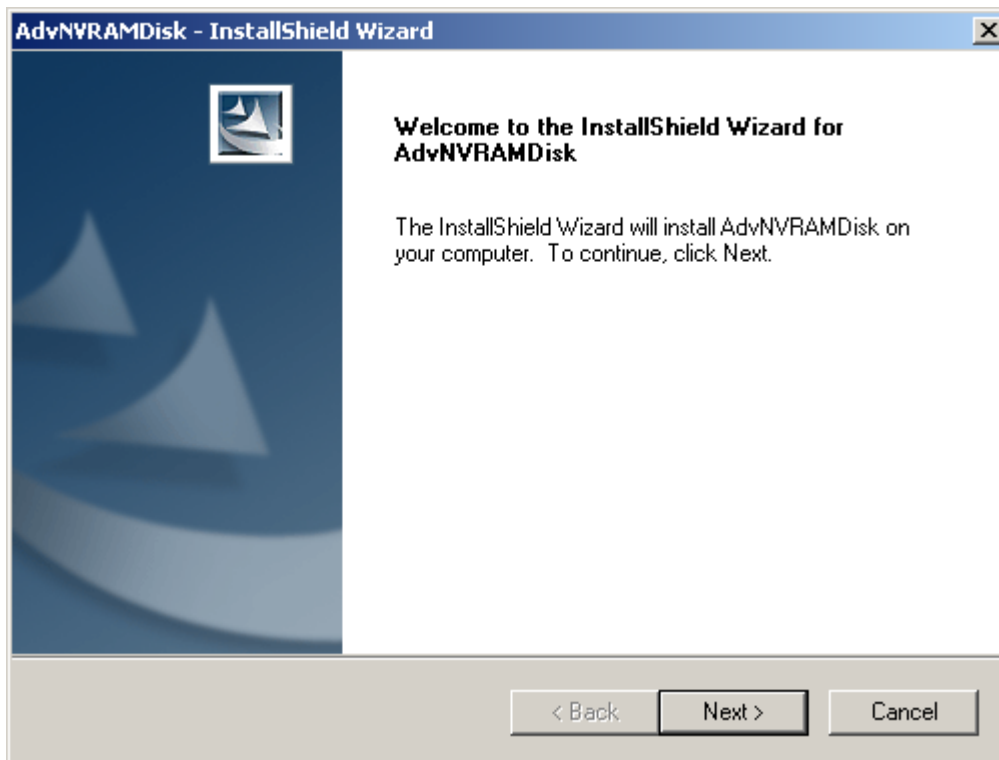 AdvNVRAMDisk - InstallShield Wizard
Welcome to the InstallShield Wizard for
AdvNVRAMDisk
The InstallShield Wizard will install AdvNVRAMDisk on
your computer.  To continue, click Next.
< Back
Next >
Cancel